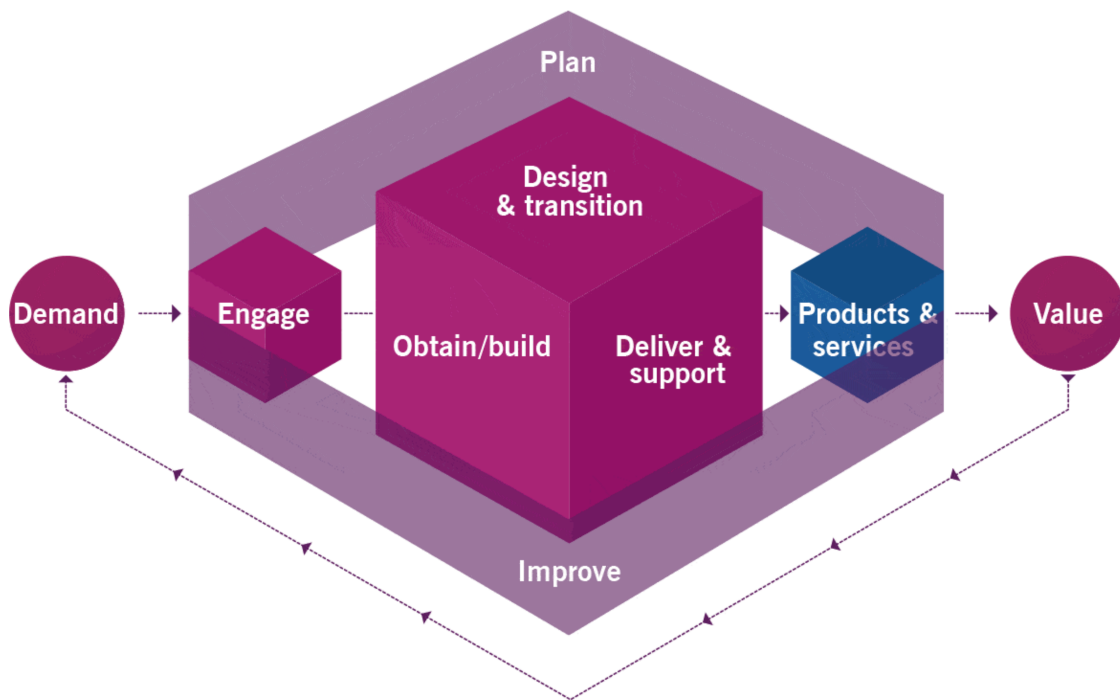 Plan
Design
& transition
Demand
Engage
Obtain/build
Deliver &
support
Products &
services
Value
Improve